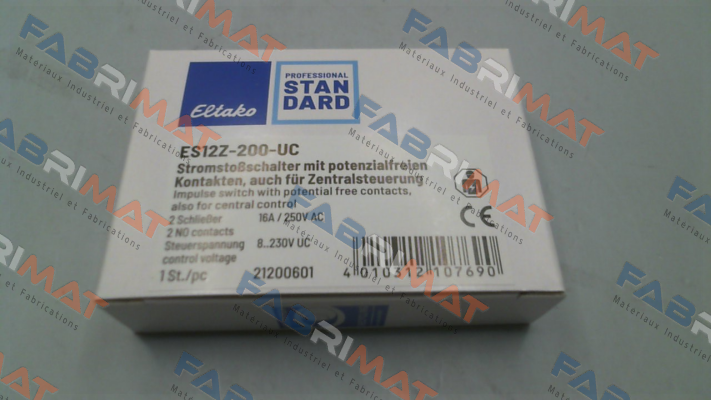 Eltako
PROFESSIONAL
STAN
DARD
ES12Z-200-UC
Stromstoßschalter mit potenzialfreien
Kontakten, auch für Zentralsteuerung
Impulse switch with potential free contacts,
also for central control
2 Schließer 16A / 250V AC
2 NO contacts
Steuerspannung 8..230V UC
control voltage
1 St./pc 21200601
4 010312 107690
CE
FABRIMAT
Materiaux Industriel et Fabrications